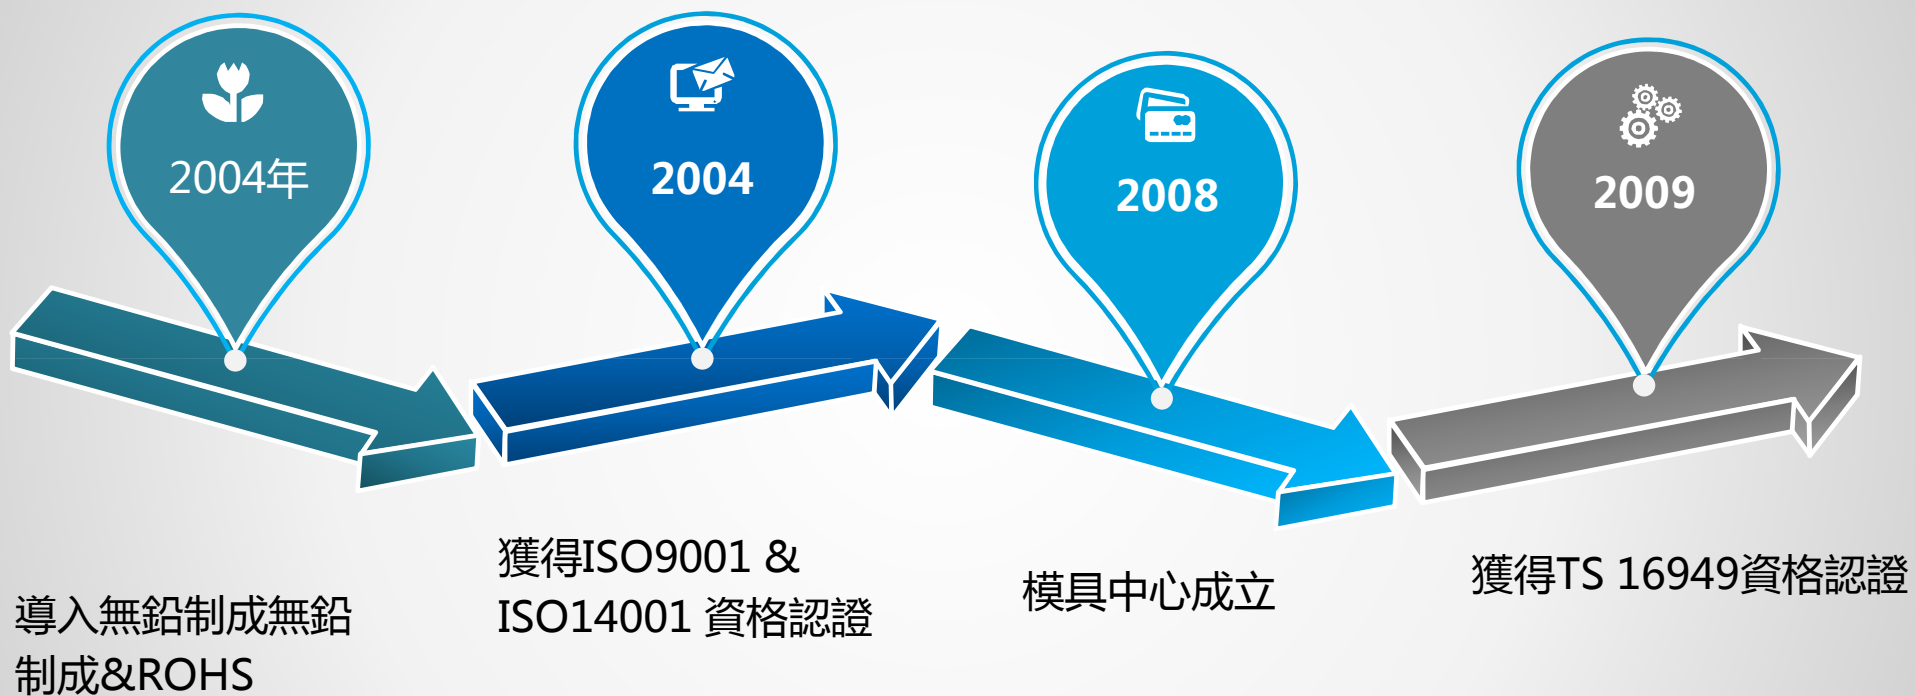 2004年
2004
2008
2009
導入無鉛制成無鉛
制成&ROHS
獲得ISO9001 &
ISO14001 資格認證
模具中心成立
獲得TS 16949資格認證